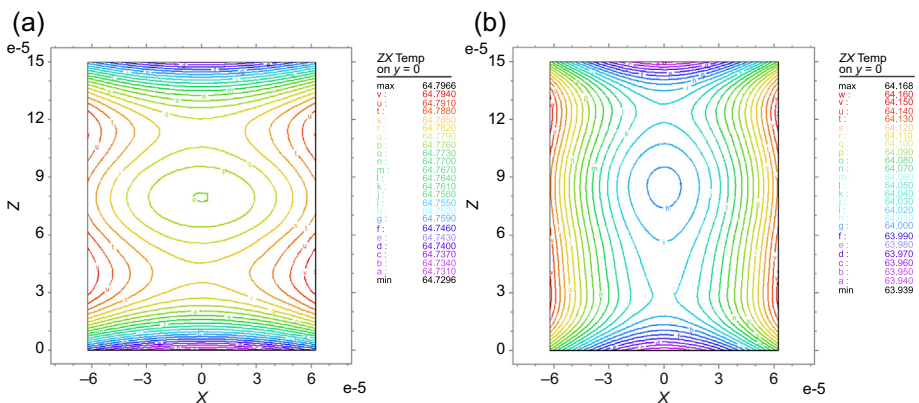 (a)
e-5
15
12
9
6
3
0
Z
−6
−3
0
3
6
e-5
X
ZX Temp
on y = 0
max 64.7966
v : 64.7940
u : 64.7910
t : 64.7880
s : 64.7850
r : 64.7820
q : 64.7790
p : 64.7760
o : 64.7730
n : 64.7700
m : 64.7670
l : 64.7640
k : 64.7610
j : 64.7580
g : 64.7590
f : 64.7460
e : 64.7430
d : 64.7400
c : 64.7370
b : 64.7340
a : 64.7310
min 64.7296
(b)
e-5
15
12
9
6
3
0
Z
−6
−3
0
3
6
e-5
X
ZX Temp
on y = 0
max 64.168
w : 64.160
v : 64.150
u : 64.140
t : 64.130
s : 64.120
r : 64.110
q : 64.100
p : 64.090
o : 64.080
n : 64.070
m : 64.060
l : 64.050
k : 64.040
j : 64.030
i : 64.020
g : 64.000
f : 63.990
e : 63.980
d : 63.970
c : 63.960
b : 63.950
a : 63.940
min 63.939